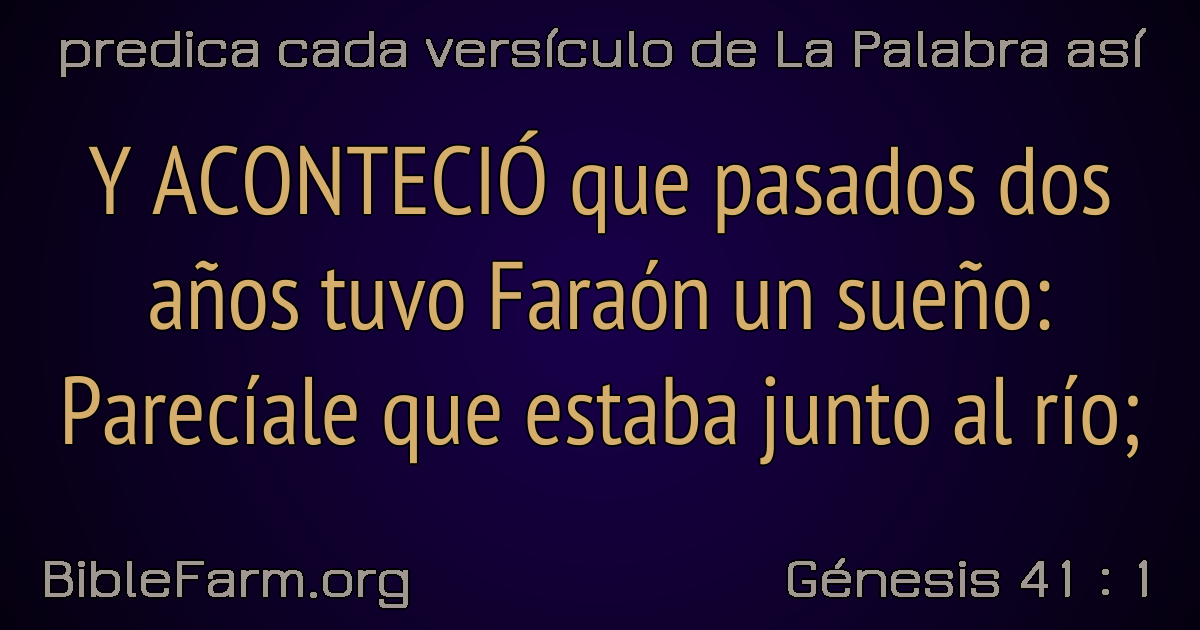 predica cada versículo de La Palabra así
Y ACONTECIÓ que pasados dos
años tuvo Faraón un sueño:
Parecíale que estaba junto al río;
BibleFarm.org
Génesis 41 : 1